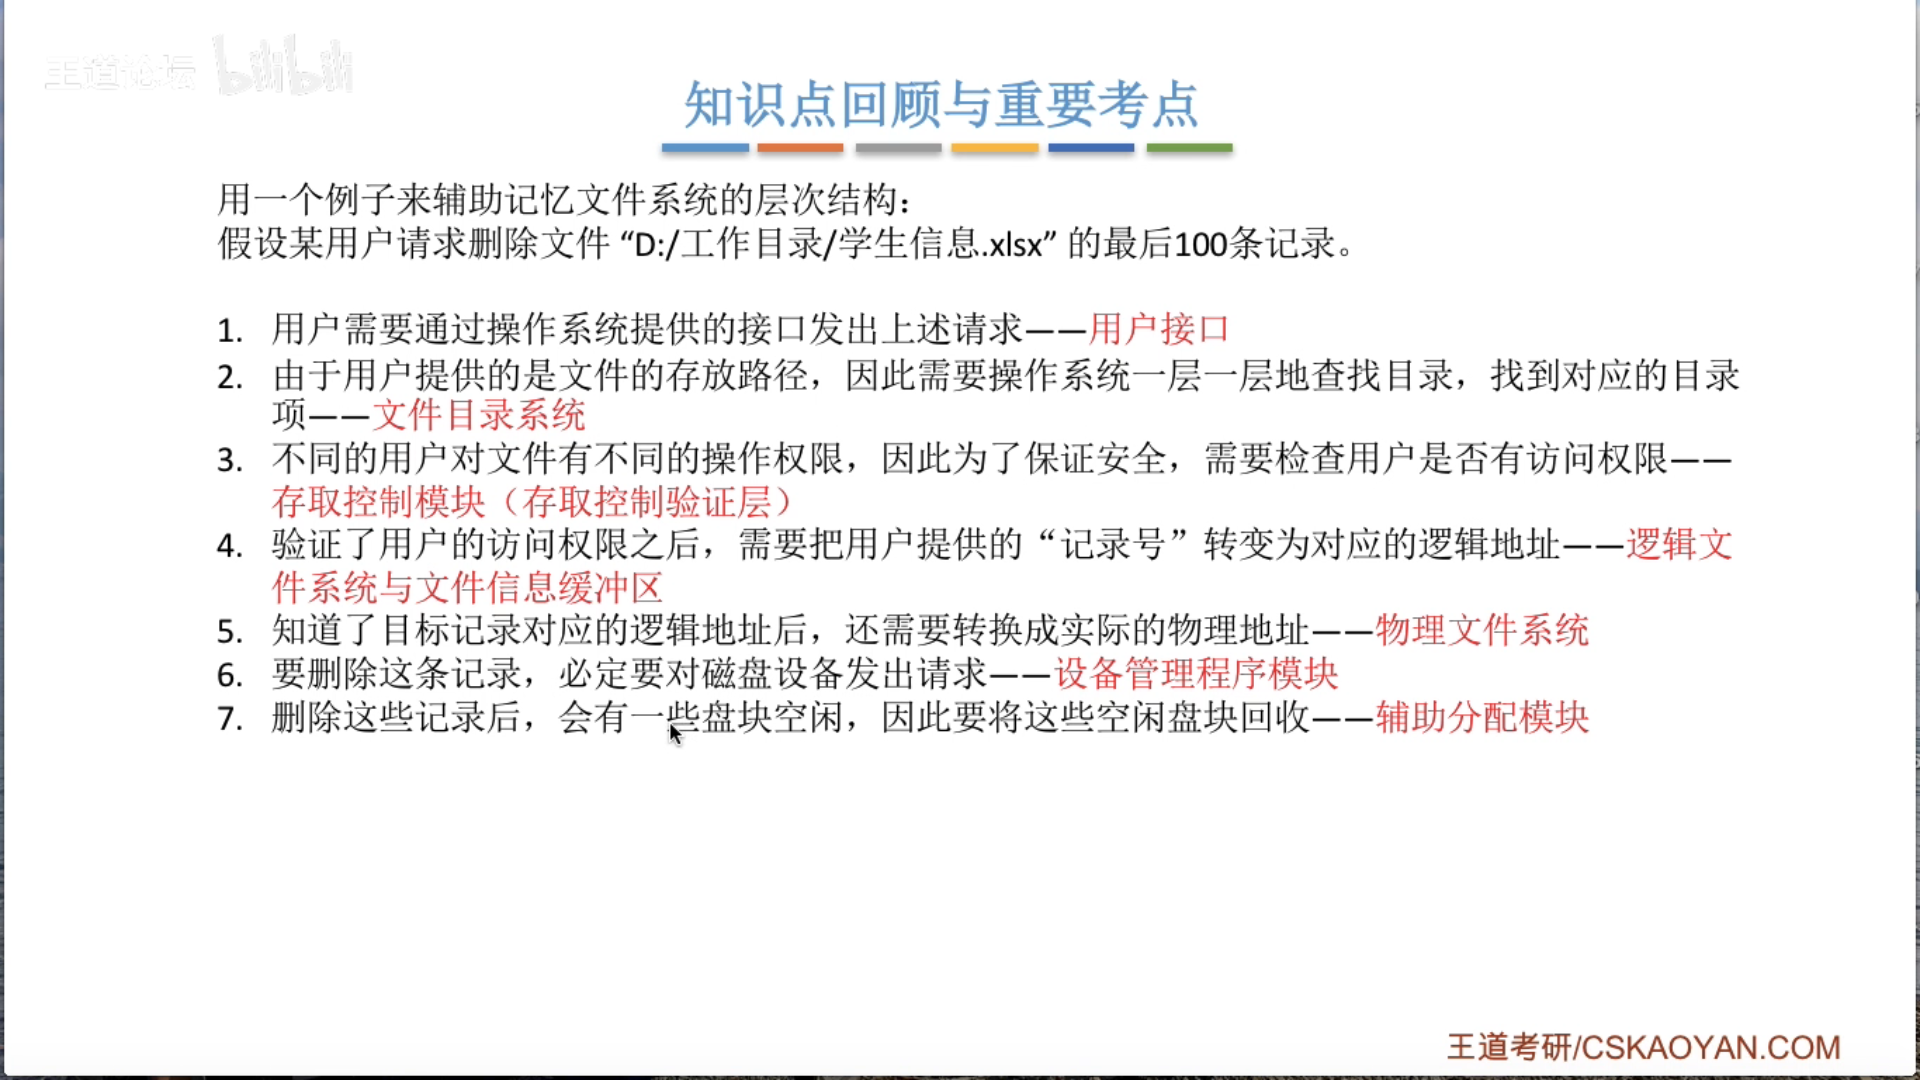 王道论坛 bilibili
知识点回顾与重要考点
用一个例子来辅助记忆文件系统的层次结构：
假设某用户请求删除文件 “D:/工作目录/学生信息.xlsx” 的最后100条记录。
1. 用户需要通过操作系统提供的接口发出上述请求——用户接口
2. 由于用户提供的是文件的存放路径，因此需要操作系统一层一层地查找目录，找到对应的目录
项——文件目录系统
3. 不同的用户对文件有不同的操作权限，因此为了保证安全，需要检查用户是否有访问权限——
存取控制模块（存取控制验证层）
4. 验证了用户的访问权限之后，需要把用户提供的“记录号”转变为对应的逻辑地址——逻辑文
件系统与文件信息缓冲区
5. 知道了目标记录对应的逻辑地址后，还需要转换成实际的物理地址——物理文件系统
6. 要删除这条记录，必定要对磁盘设备发出请求——设备管理程序模块
7. 删除这些记录后，会有一些盘块空闲，因此要将这些空闲盘块回收——辅助分配模块
王道考研/CSKAOYAN.COM